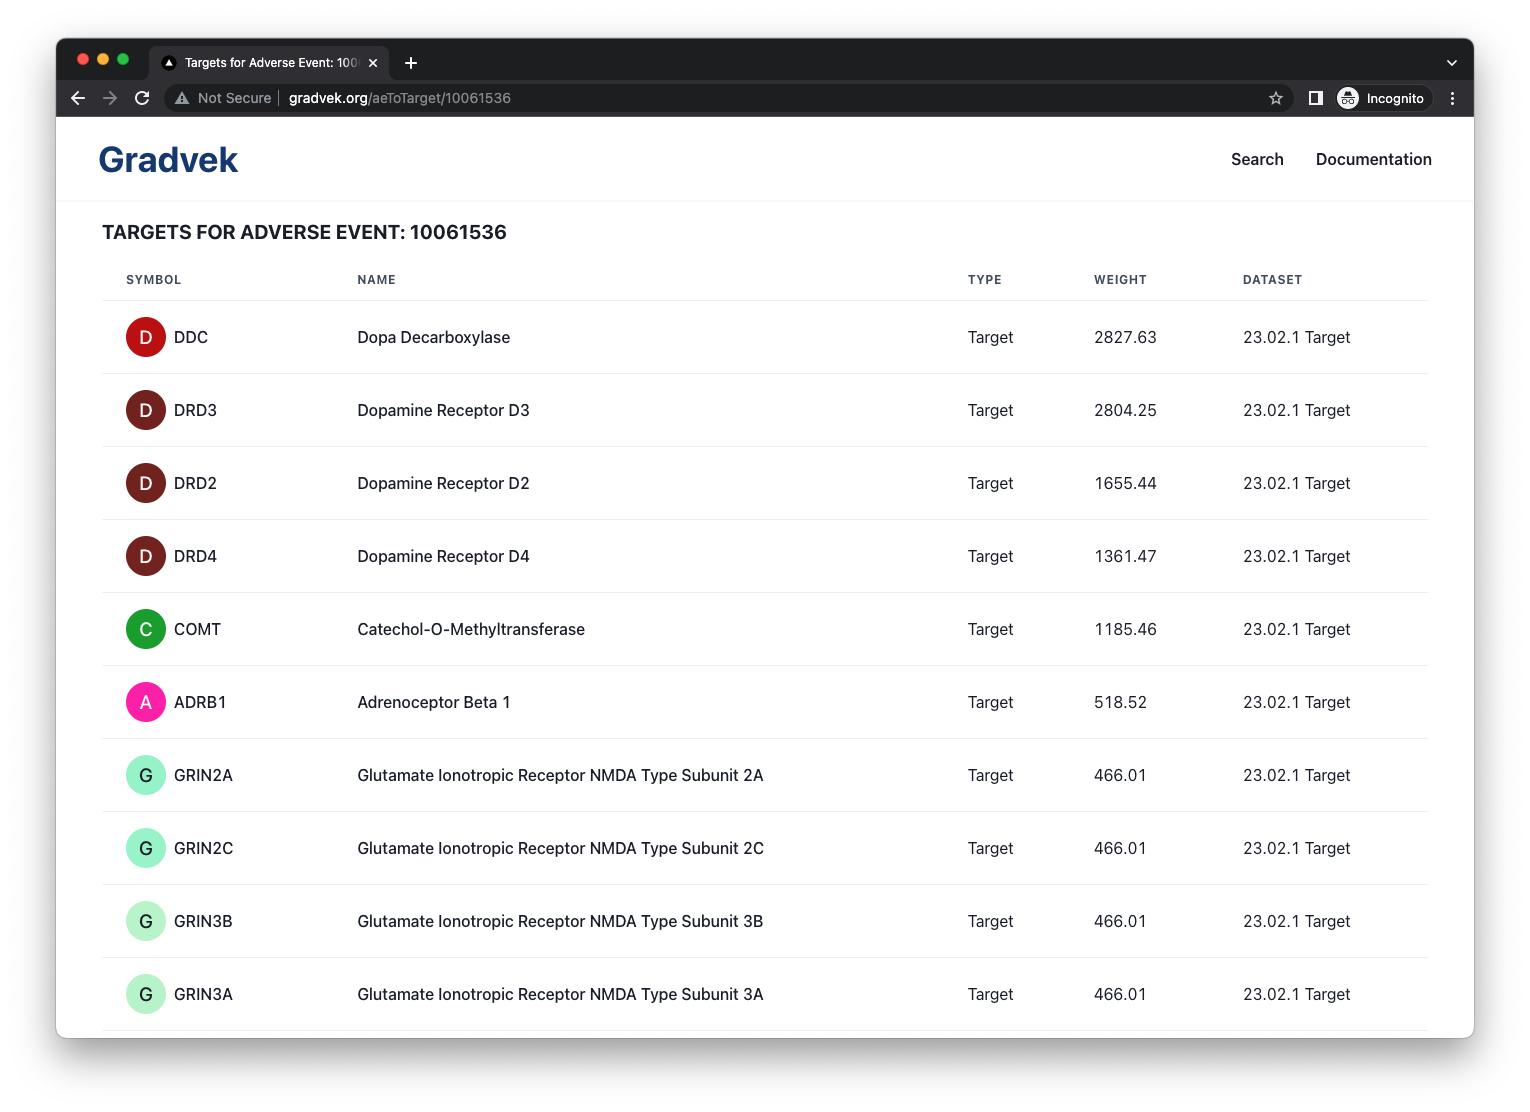 Targets for Adverse Event: 100
Not Secure gradvek.org/aeToTarget/10061536 Incognito
Gradvek Search Documentation
TARGETS FOR ADVERSE EVENT: 10061536
SYMBOL NAME TYPE WEIGHT DATASET
D DDC Dopa Decarboxylase Target 2827.63 23.02.1 Target
D DRD3 Dopamine Receptor D3 Target 2804.25 23.02.1 Target
D DRD2 Dopamine Receptor D2 Target 1655.44 23.02.1 Target
D DRD4 Dopamine Receptor D4 Target 1361.47 23.02.1 Target
C COMT Catechol-O-Methyltransferase Target 1185.46 23.02.1 Target
A ADRB1 Adrenoceptor Beta 1 Target 518.52 23.02.1 Target
G GRIN2A Glutamate Ionotropic Receptor NMDA Type Subunit 2A Target 466.01 23.02.1 Target
G GRIN2C Glutamate Ionotropic Receptor NMDA Type Subunit 2C Target 466.01 23.02.1 Target
G GRIN3B Glutamate Ionotropic Receptor NMDA Type Subunit 3B Target 466.01 23.02.1 Target
G GRIN3A Glutamate Ionotropic Receptor NMDA Type Subunit 3A Target 466.01 23.02.1 Target